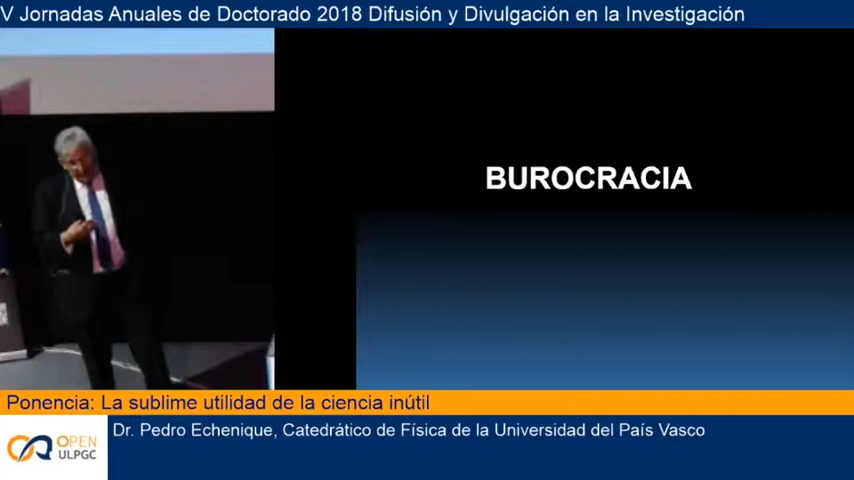 V Jornadas Anuales de Doctorado 2018 Difusión y Divulgación en la Investigación
BUROCRACIA
Ponencia: La sublime utilidad de la ciencia inútil
Dr. Pedro Echenique, Catedrático de Física de la Universidad del País Vasco
OPEN
ULPGC